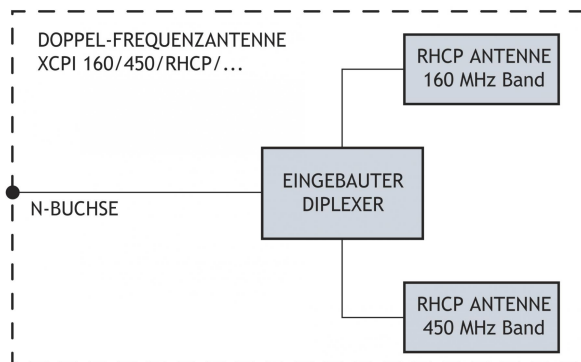 DOPPEL-FREQUENZANTENNE
XCPI 160/450/RHCP/...
RHCP ANTENNE
160 MHz Band
EINGEBAUTER
DIPLEXER
N-BUCHSE
RHCP ANTENNE
450 MHz Band